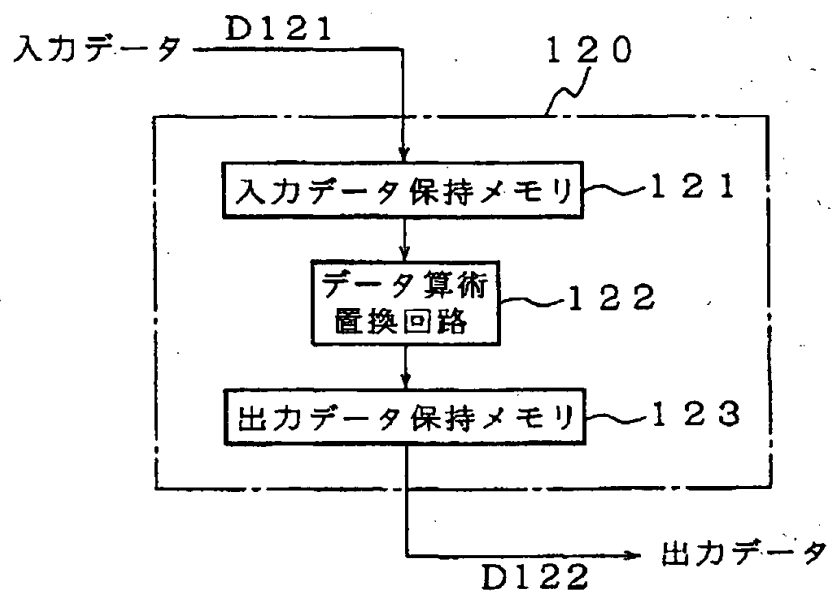 入力データ
D121
120
入力データ保持メモリ
121
データ算術
置換回路
122
出力データ保持メモリ
123
D122
出力データ